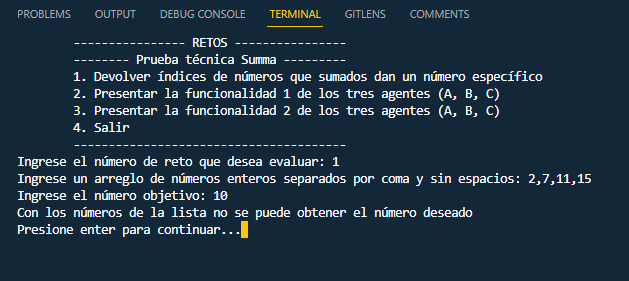 PROBLEMS OUTPUT DEBUG CONSOLE TERMINAL GITLENS COMMENTS
---------------- RETOS ----------------
-------- Prueba técnica Summa ---------
1. Devolver índices de números que sumados dan un número específico
2. Presentar la funcionalidad 1 de los tres agentes (A, B, C)
3. Presentar la funcionalidad 2 de los tres agentes (A, B, C)
4. Salir
---------------------------------------
Ingrese el número de reto que desea evaluar: 1
Ingrese un arreglo de números enteros separados por coma y sin espacios: 2,7,11,15
Ingrese el número objetivo: 10
Con los números de la lista no se puede obtener el número deseado
Presione enter para continuar...